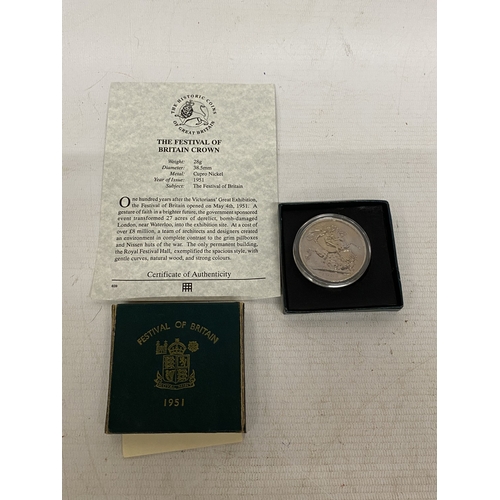 THE HISTORIC COINS
OF GREAT BRITAIN
THE FESTIVAL OF
BRITAIN CROWN
Weight: 28g
Diameter: 38.5mm
Metal: Cupro Nickel
Year of Issue: 1951
Subject: The Festival of Britain
One hundred years after the Victorians' Great Exhibition,
the Festival of Britain opened on May 4th, 1951. A
gesture of faith in a brighter future, the government sponsored
event transformed 27 acres of derelict, bomb-damaged
London, near Waterloo, into the exhibition site. At a cost of
over £8 million, a team of architects and designers created
an environment in complete contrast to the grim pillboxes
and Nissen huts of the war. The only permanent building,
the Royal Festival Hall, exemplified the spacious style, with
gentle curves, natural wood, and strong colours.
Certificate of Authenticity
FESTIVAL OF BRITAIN
1951